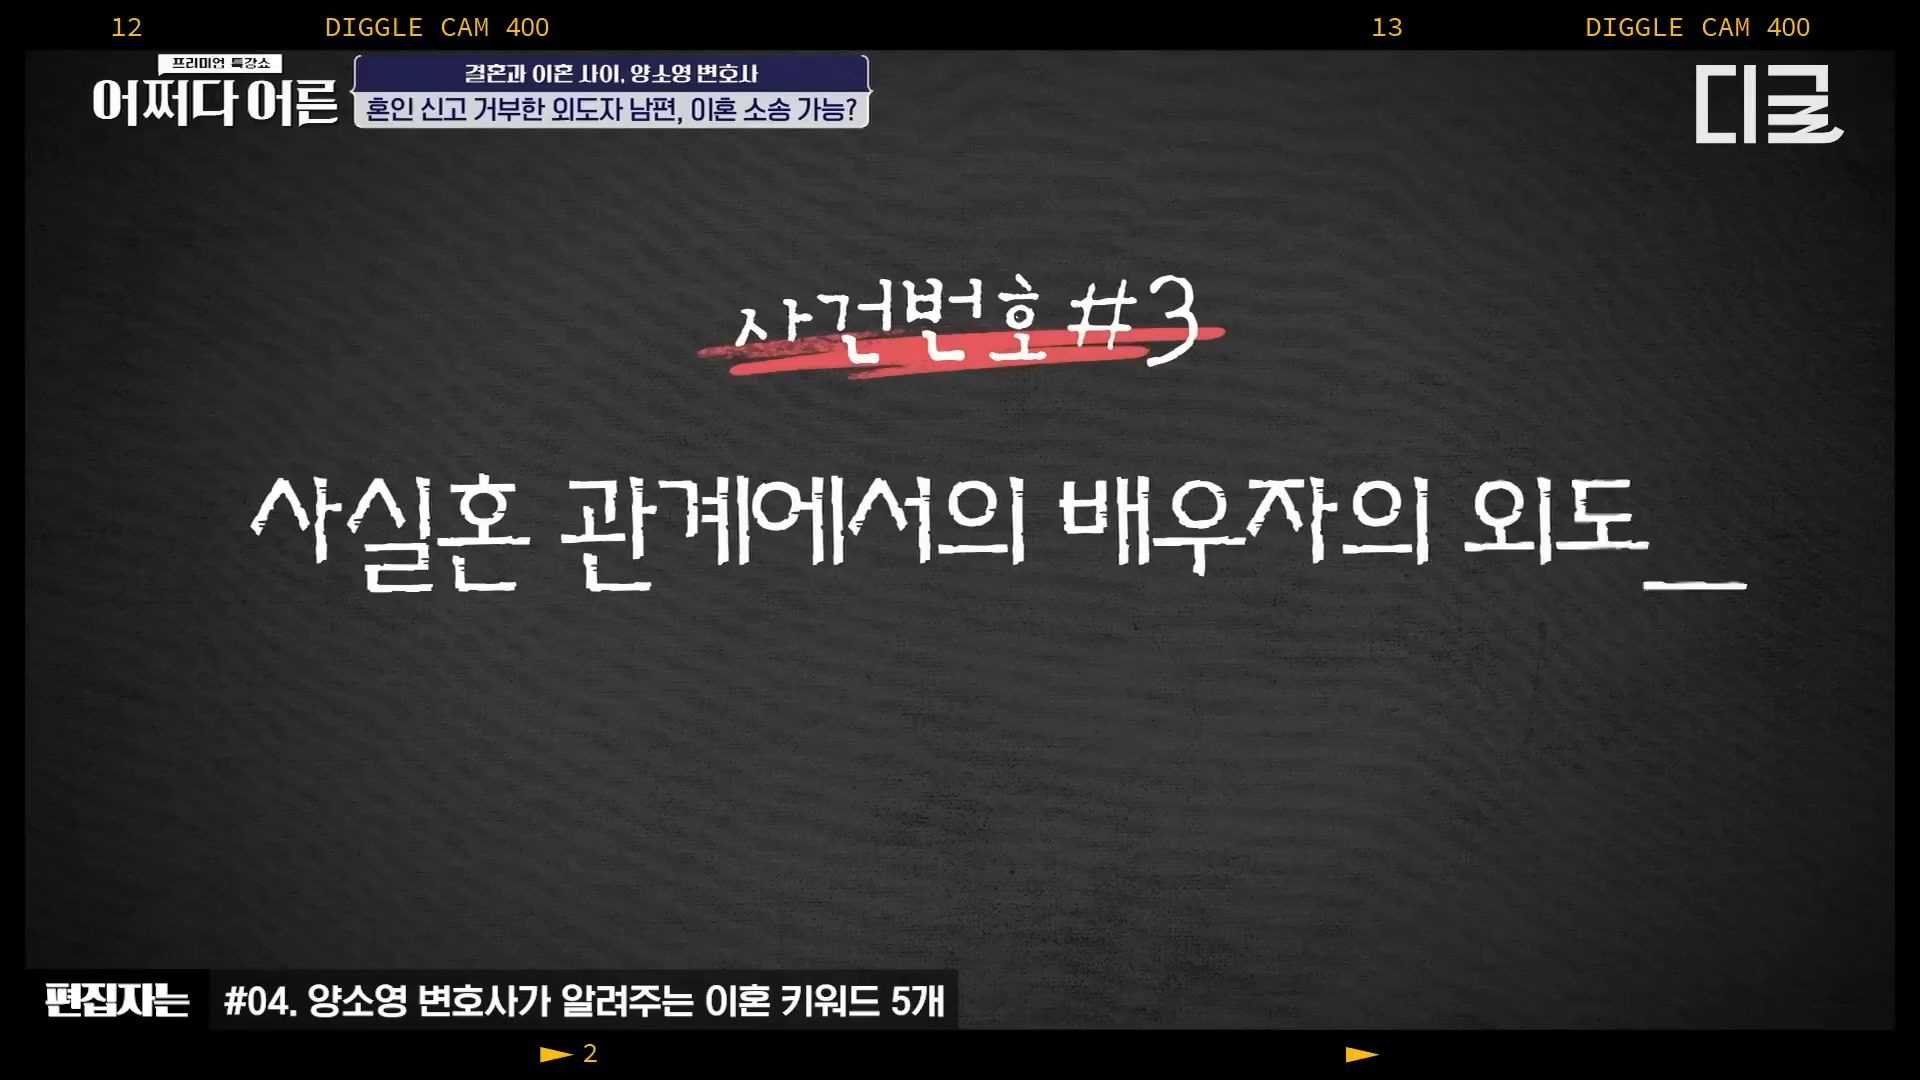 12 DIGGLE CAM 400 13 DIGGLE CAM 400
프리미엄 특강쇼
어쩌다 어른
결혼과 이혼 사이, 양소영 변호사
혼인 신고 거부한 외도자 남편, 이혼 소송 가능?
디글
사건번호 #3
사실혼 관계에서의 배우자의 외도_
편집자는
#04. 양소영 변호사가 알려주는 이혼 키워드 5개
2